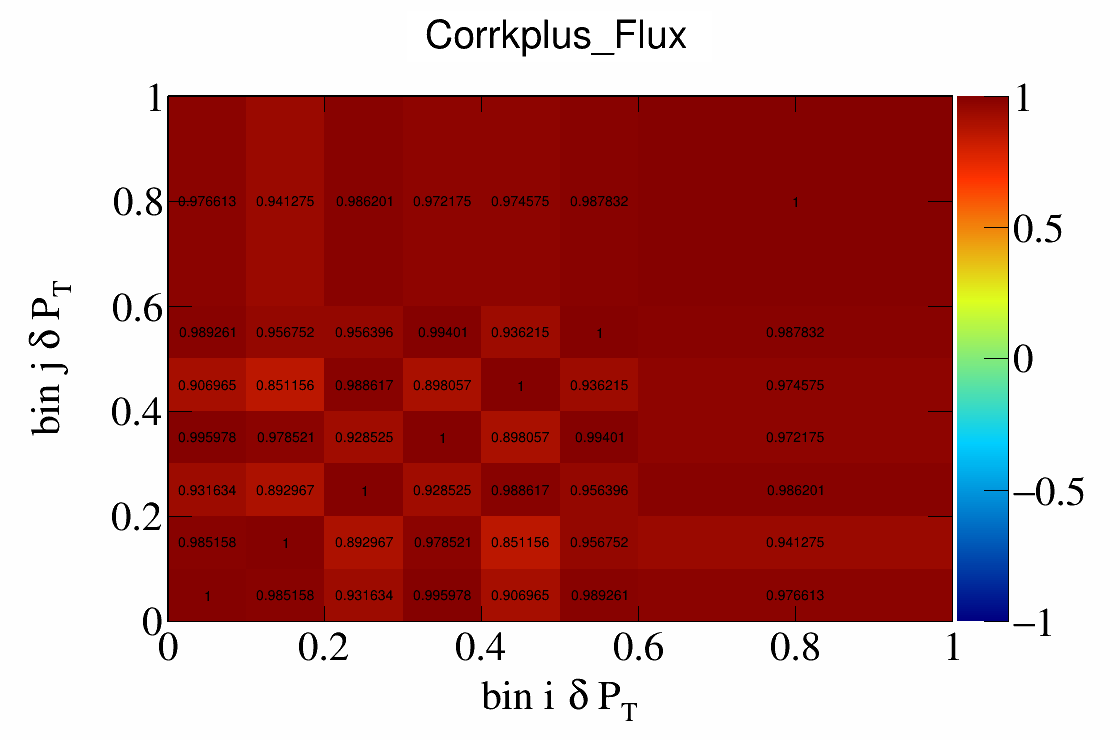 Corrkplus_Flux
1
0.8
0.6
0.4
0.2
0
bin j δ P_T
0.976613 0.941275 0.986201 0.972175 0.974575 0.987832 1
0.989261 0.956752 0.956396 0.99401 0.936215 1 0.987832
0.906965 0.851156 0.988617 0.898057 1 0.936215 0.974575
0.995978 0.978521 0.928525 1 0.898057 0.99401 0.972175
0.931634 0.892967 1 0.928525 0.988617 0.956396 0.986201
0.985158 1 0.892967 0.978521 0.851156 0.956752 0.941275
1 0.985158 0.931634 0.995978 0.906965 0.989261 0.976613
0 0.2 0.4 0.6 0.8 1
bin i δ P_T
1
0.5
0
−0.5
−1